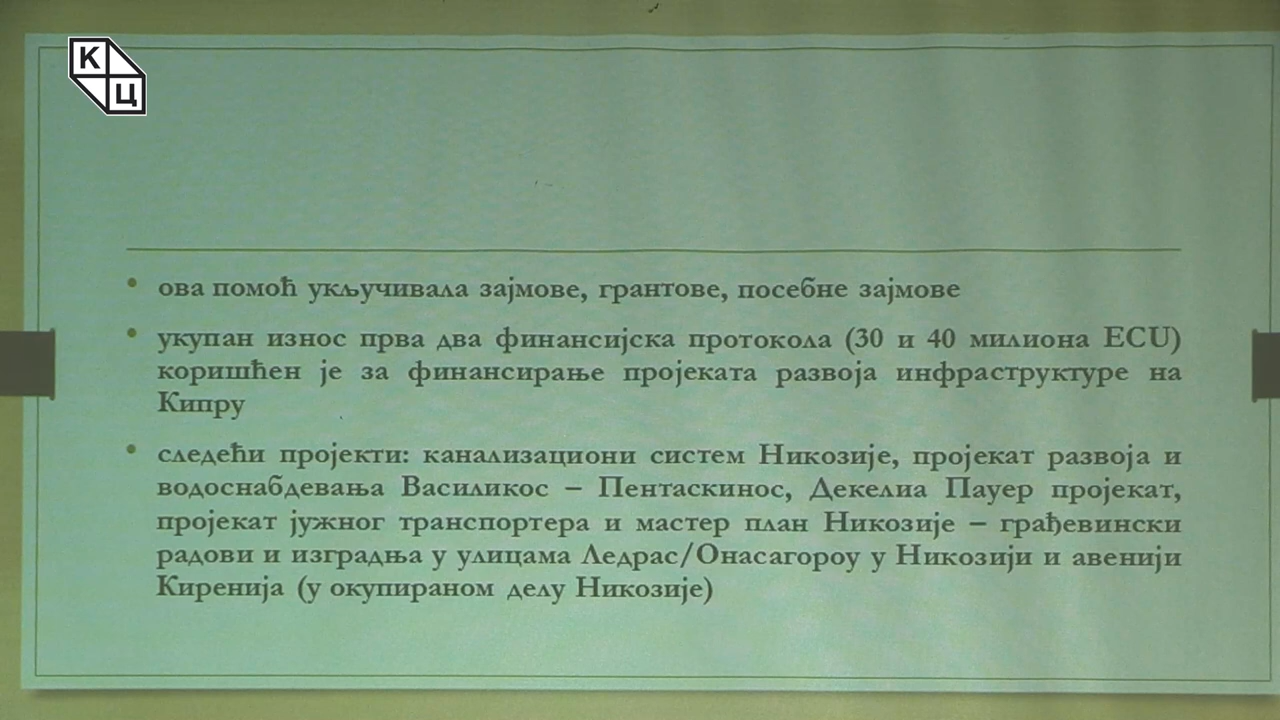 К
Ц
• ова помоћ укључивала зајмове, грантове, посебне зајмове
• укупан износ прва два финансијска протокола (30 и 40 милиона ECU)
коришћен је за финансирање пројеката развоја инфраструктуре на
Кипру
• следећи пројекти: канализациони систем Никозије, пројекат развоја и
водоснабдевања Василикос – Пентаскинос, Декелиа Пауер пројекат,
пројекат јужног транспортера и мастер план Никозије – грађевински
радови и изградња у улицама Ледрас/Онасагороу у Никозији и авенији
Киренија (у окупираном делу Никозије)